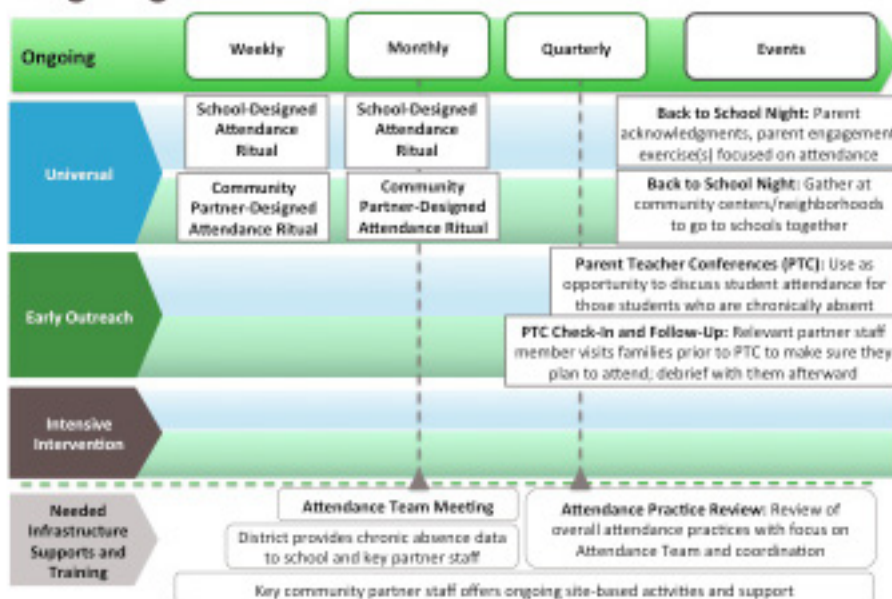 Ongoing
Weekly
Monthly
Quarterly
Events
Universal
School-Designed
Attendance
Ritual
School-Designed
Attendance
Ritual
Back to School Night: Parent
acknowledgments, parent engagement
exercise(s) focused on attendance
Community
Partner-Designed
Attendance Ritual
Community
Partner-Designed
Attendance Ritual
Back to School Night: Gather at
community centers/neighborhoods
to go to schools together
Early Outreach
Parent Teacher Conferences (PTC): Use as
opportunity to discuss student attendance for
those students who are chronically absent
PTC Check-In and Follow-Up: Relevant partner staff
member visits families prior to PTC to make sure they
plan to attend; debrief with them afterward
Intensive
Intervention
Needed
Infrastructure
Supports and
Training
Attendance Team Meeting
District provides chronic absence data
to school and key partner staff
Attendance Practice Review: Review of
overall attendance practices with focus on
Attendance Team and coordination
Key community partner staff offers ongoing site-based activities and support